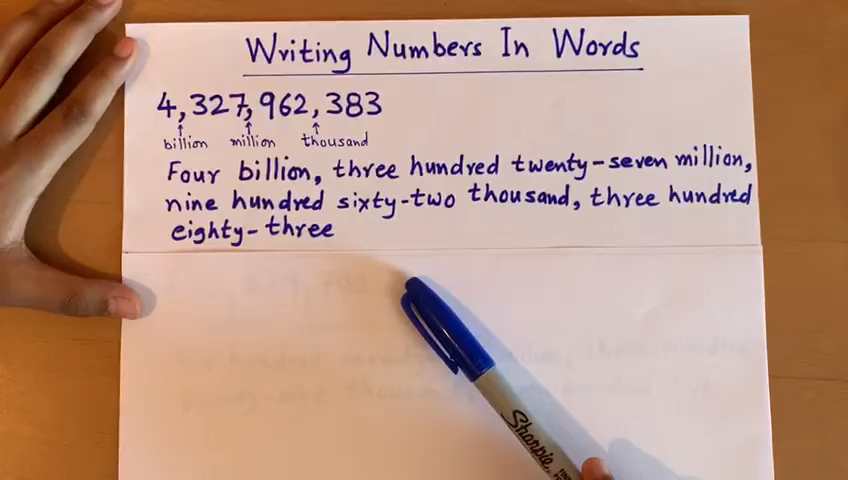 Writing Numbers In Words
4,327,962,383
↑ ↑ ↑
billion million thousand
Four billion, three hundred twenty-seven million,
nine hundred sixty-two thousand, three hundred
eighty-three
Sharpie